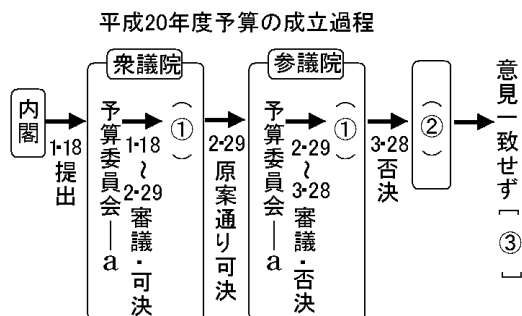 平成20年度予算の成立過程
内閣
1・18
提出
衆議院
予算委員会―a
1・18
〜
2・29
審議・可決
(①)
2・29
原案通り可決
参議院
予算委員会―a
2・29
〜
3・28
審議・否決
(①)
3・28
否決
(②)
意見一致せず[③]